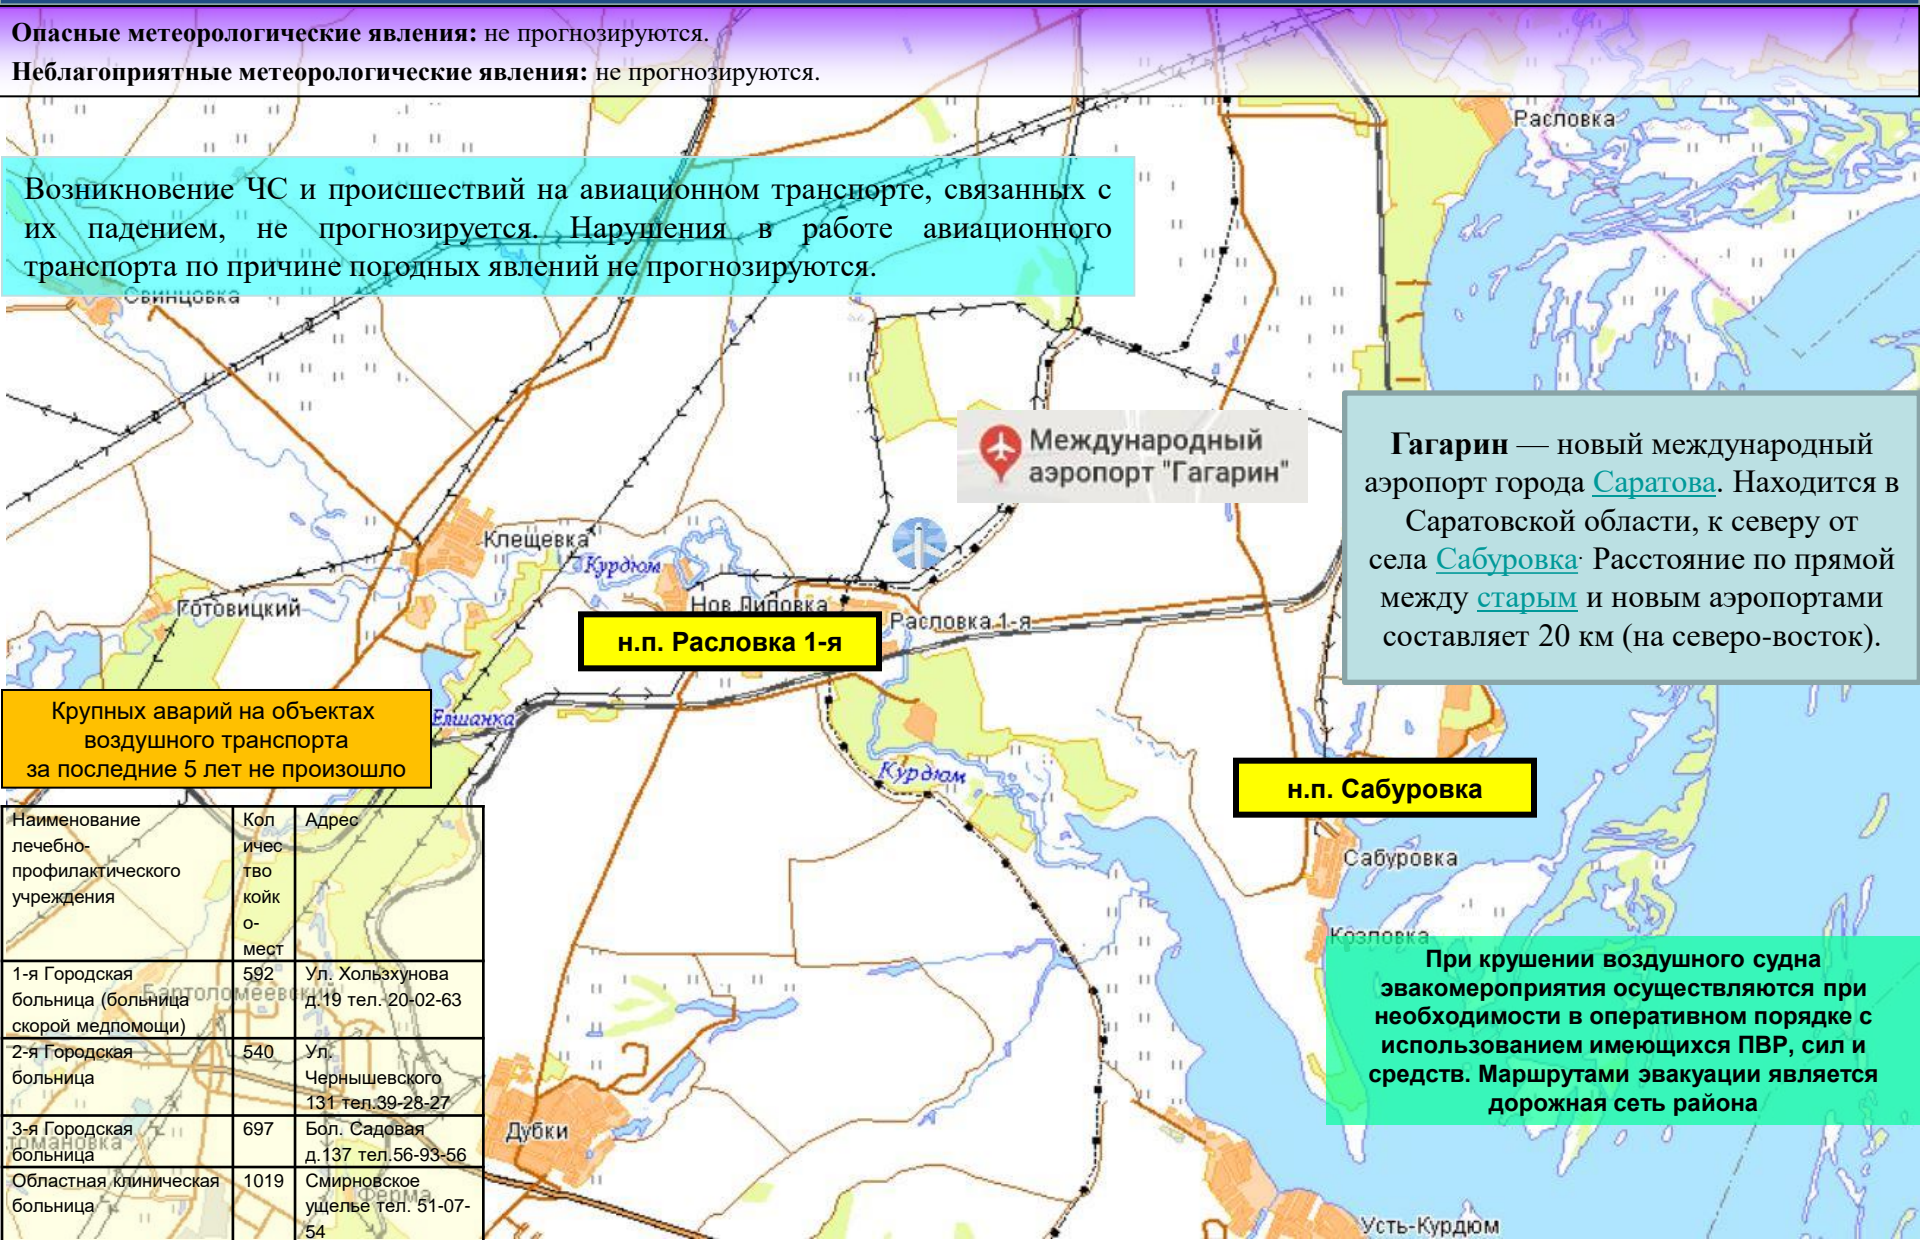 Опасные метеорологические явления: не прогнозируются.
Неблагоприятные метеорологические явления: не прогнозируются.
Расловка
Возникновение ЧС и происшествий на авиационном транспорте, связанных с
их падением, не прогнозируется. Нарушения в работе авиационного
транспорта по причине погодных явлений не прогнозируются.
Свинцовка
Международный
аэропорт "Гагарин"
Гагарин — новый международный
аэропорт города Саратова. Находится в
Саратовской области, к северу от
села Сабуровка. Расстояние по прямой
между старым и новым аэропортами
составляет 20 км (на северо-восток).
Клещевка
Курдюм
Готовицкий
Нов.Липовка
Расловка 1-я
н.п. Расловка 1-я
Крупных аварий на объектах
воздушного транспорта
за последние 5 лет не произошло
Елшанка
Курдюм
н.п. Сабуровка
Сабуровка
Козловка
При крушении воздушного судна
эвакомероприятия осуществляются при
необходимости в оперативном порядке с
использованием имеющихся ПВР, сил и
средств. Маршрутами эвакуации является
дорожная сеть района
Наименование
лечебно-
профилактического
учреждения
Кол
ичес
тво
койк
о-
мест
Адрес
1-я Городская
больница (больница
скорой медпомощи)
592
Ул. Хользхунова
д.19 тел. 20-02-63
2-я Городская
больница
540
Ул.
Чернышевского
131 тел.39-28-27
3-я Городская
больница
697
Бол. Садовая
д.137 тел.56-93-56
Областная клиническая
больница
1019
Смирновское
ущелье тел. 51-07-
54
Ферма
Дубки
Усть-Курдюм